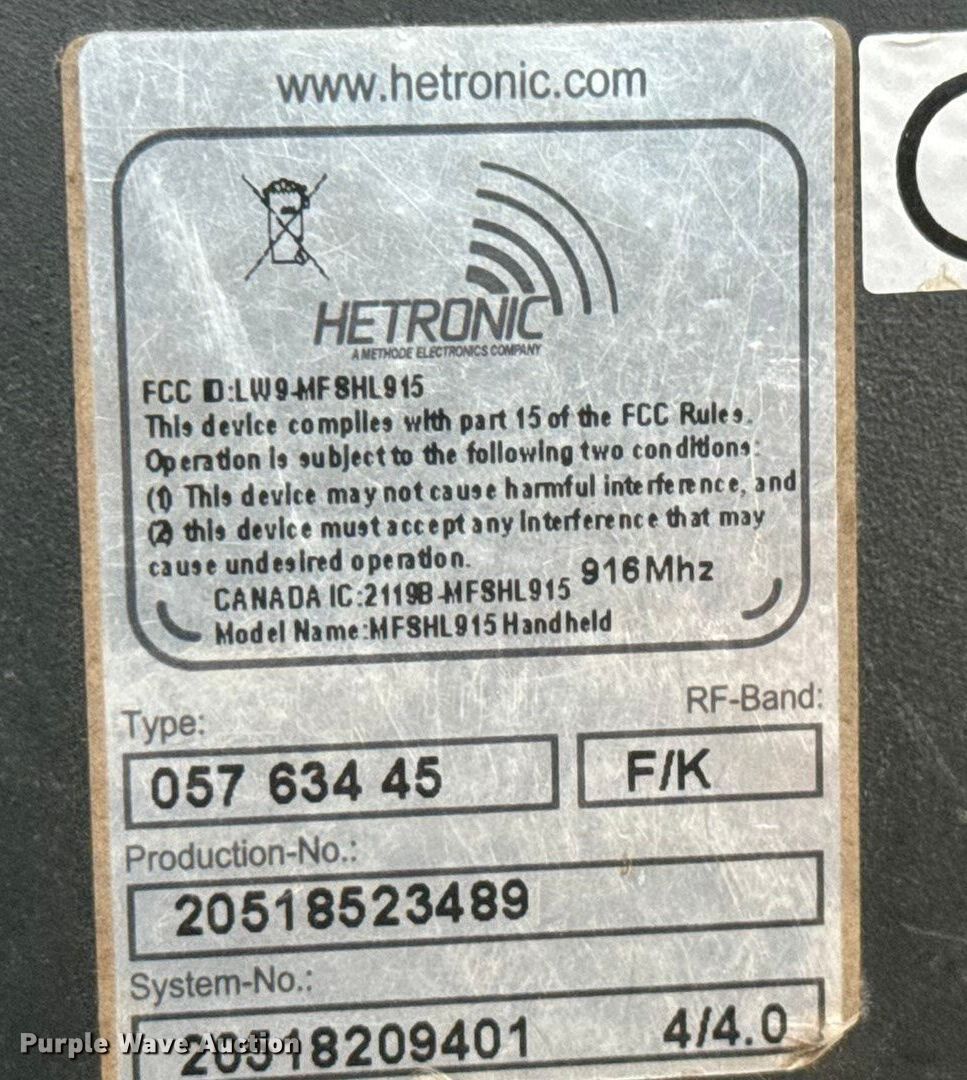 www.hetronic.com
HETRONIC
A METHODE ELECTRONICS COMPANY
FCC ID:LW9-MFSHL915
This device complies with part 15 of the FCC Rules.
Operation is subject to the following two conditions:
(1) This device may not cause harmful interference, and
(2) this device must accept any interference that may
cause undesired operation.
916Mhz
CANADA IC:2119B-MFSHL915
Model Name:MFSHL915 Handheld
Type:
RF-Band:
057 634 45
F/K
Production-No.:
20518523489
System-No.:
20518209401
4/4.0
Purple Wave Auction